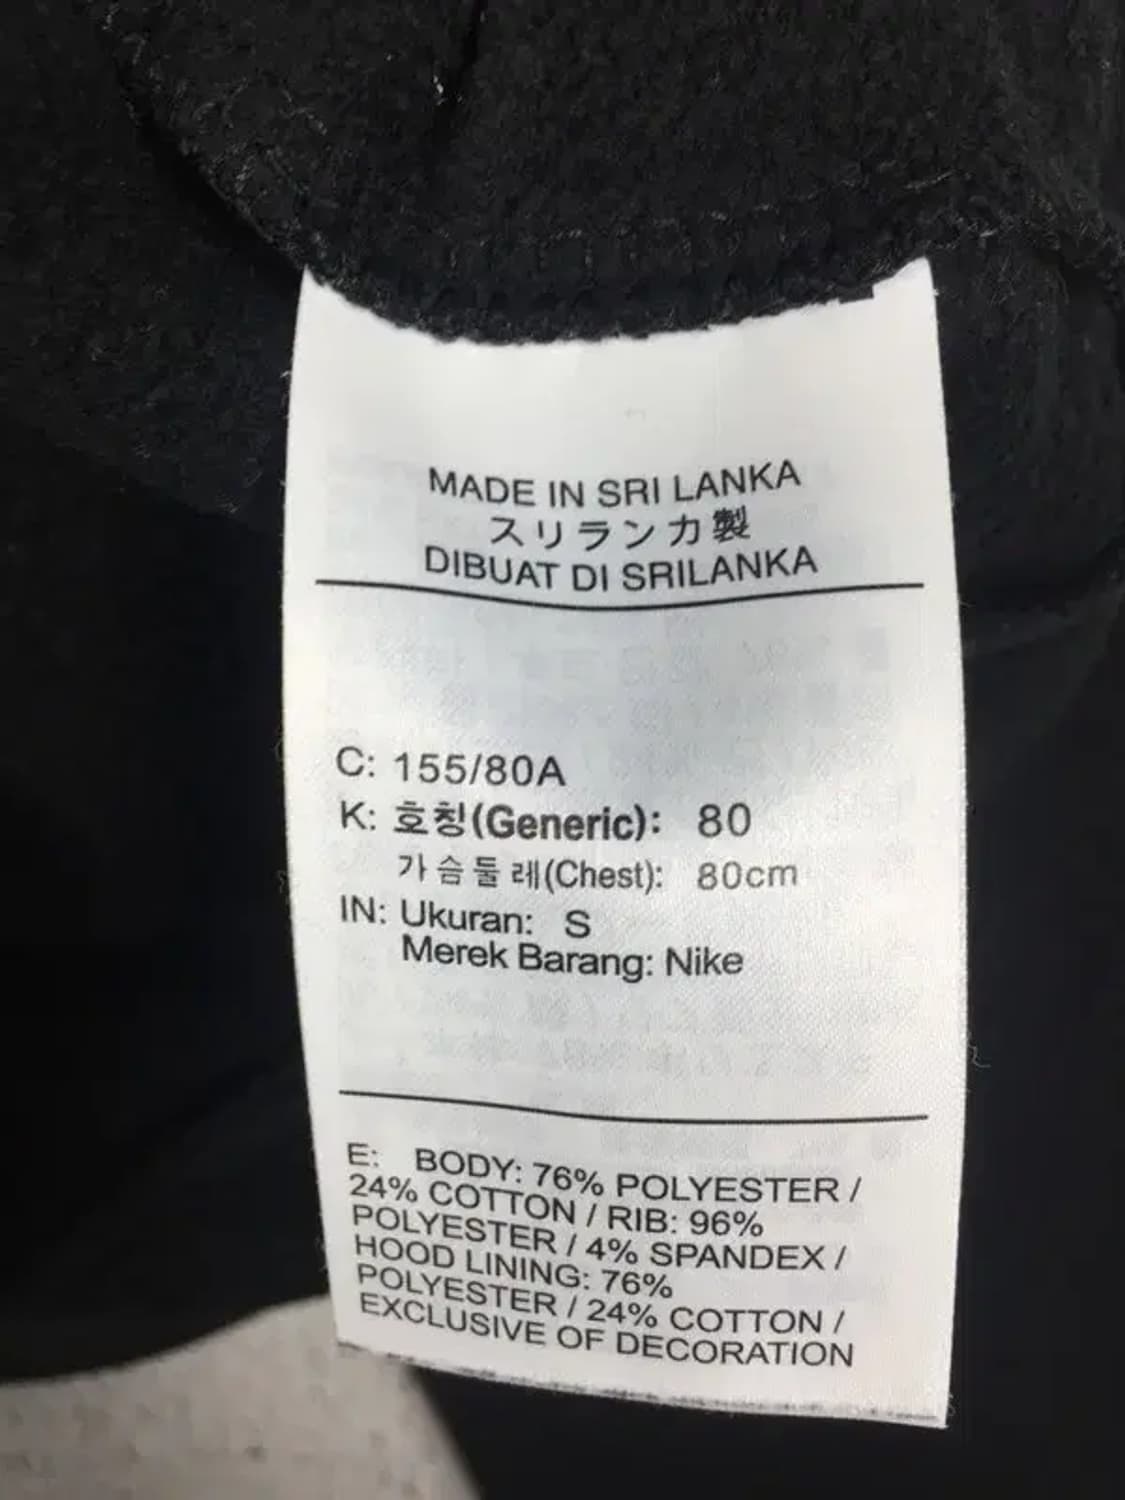 MADE IN SRI LANKA
スリランカ製
DIBUAT DI SRILANKA
C: 155/80A
K: 호칭(Generic): 80
가슴둘레(Chest): 80cm
IN: Ukuran: S
Merek Barang: Nike
E: BODY: 76% POLYESTER /
24% COTTON / RIB: 96%
POLYESTER / 4% SPANDEX /
HOOD LINING: 76%
POLYESTER / 24% COTTON /
EXCLUSIVE OF DECORATION